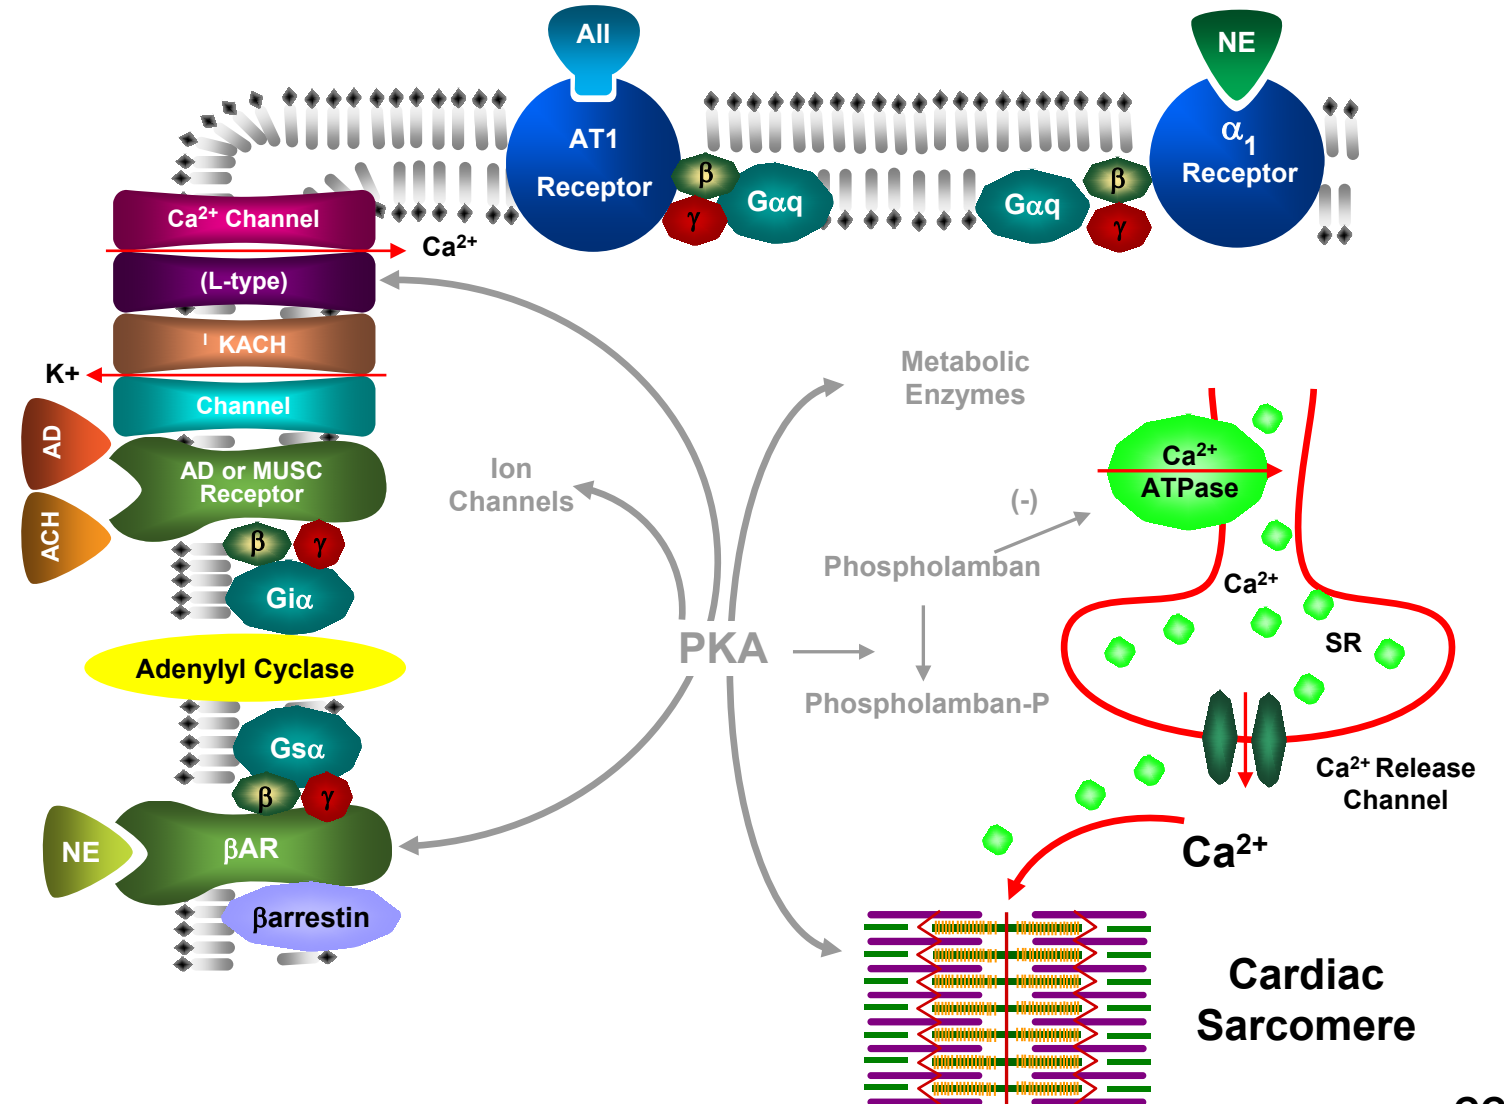 AII
NE
AT1
Receptor
α1
Receptor
β
γ
Gαq
Gαq
β
γ
Ca2+ Channel
Ca2+
(L-type)
I KACH
K+
Channel
AD
AD or MUSC
Receptor
ACH
β
γ
Giα
Adenylyl Cyclase
Gsα
β
γ
NE
βAR
βarrestin
Metabolic
Enzymes
Ion
Channels
(-)
Phospholamban
PKA
Phospholamban-P
Ca2+
ATPase
Ca2+
SR
Ca2+ Release
Channel
Ca2+
Cardiac
Sarcomere